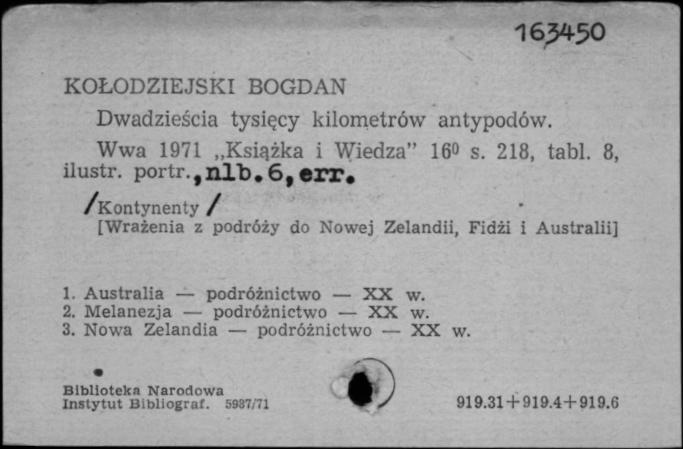 163450
KOŁODZIEJSKI BOGDAN
Dwadzieścia tysięcy kilometrów antypodów.
Wwa 1971 „Książka i Wiedza” 16⁰ s. 218, tabl. 8,
ilustr. portr., nlb. 6, err.
/Kontynenty/
[Wrażenia z podróży do Nowej Zelandii, Fidżi i Australii]
1. Australia — podróżnictwo — XX w.
2. Melanezja — podróżnictwo — XX w.
3. Nowa Zelandia — podróżnictwo — XX w.
Biblioteka Narodowa
Instytut Bibliograf. 5987/71
919.31+919.4+919.6